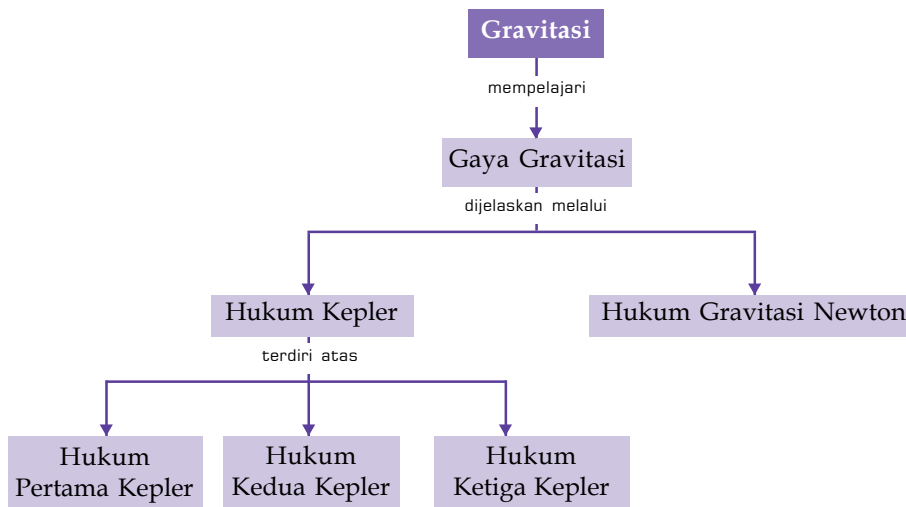 Gravitasi
mempelajari
Gaya Gravitasi
dijelaskan melalui
Hukum Kepler
Hukum Gravitasi Newton
terdiri atas
Hukum
Pertama Kepler
Hukum
Kedua Kepler
Hukum
Ketiga Kepler